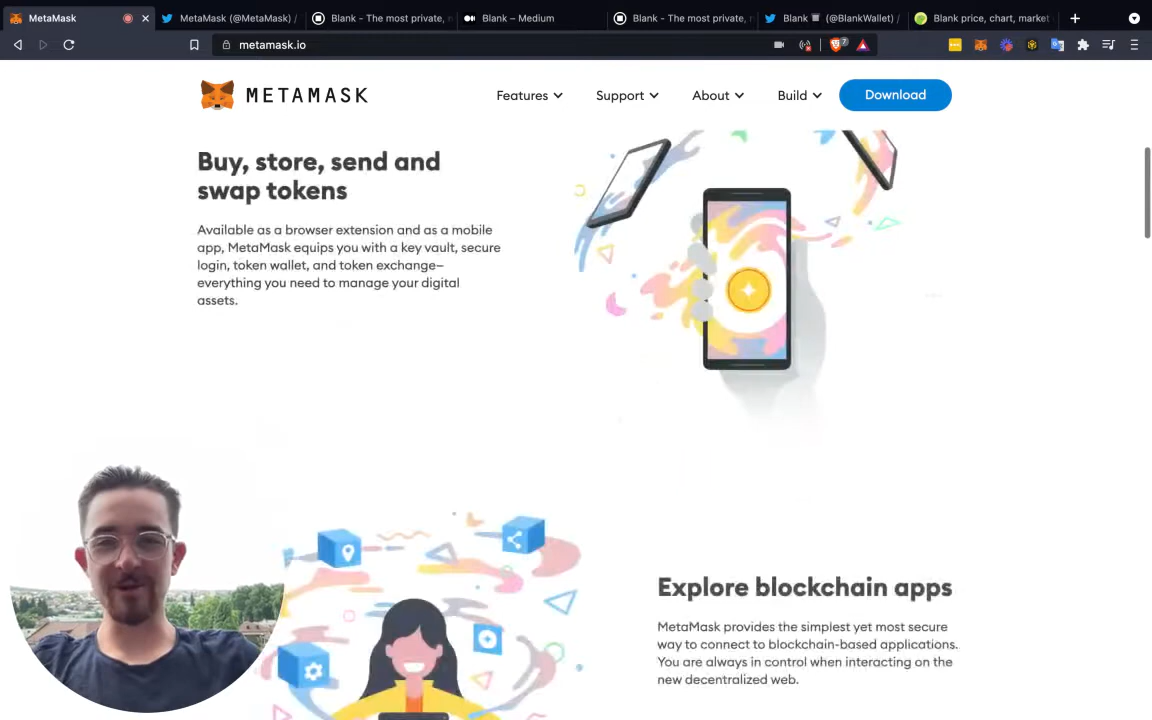 MetaMask
MetaMask (@MetaMask) /
Blank - The most private,
Blank – Medium
Blank - The most private,
Blank (@BlankWallet) /
Blank price, chart, market
metamask.io
7
METAMASK
Features
Support
About
Build
Download
Buy, store, send and
swap tokens
Available as a browser extension and as a mobile
app, MetaMask equips you with a key vault, secure
login, token wallet, and token exchange—
everything you need to manage your digital
assets.
Explore blockchain apps
MetaMask provides the simplest yet most secure
way to connect to blockchain-based applications.
You are always in control when interacting on the
new decentralized web.